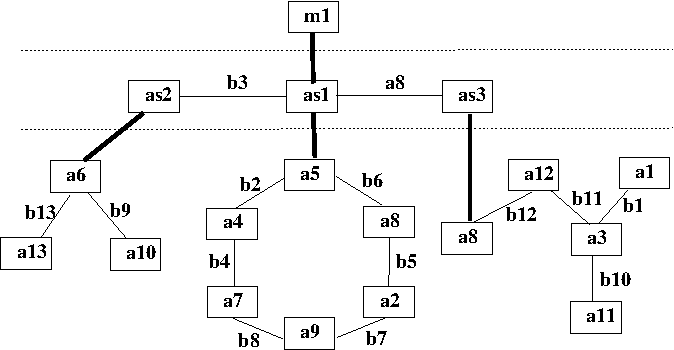 m1
b3 a8
as2 as1 as3
a6 a5 a12 a1
b2 b6 b11
b13 b9 b12 b1
a4 a8 a8 a3
a13 a10
b4 b5 b10
a7 a2
a9 a11
b8 b7